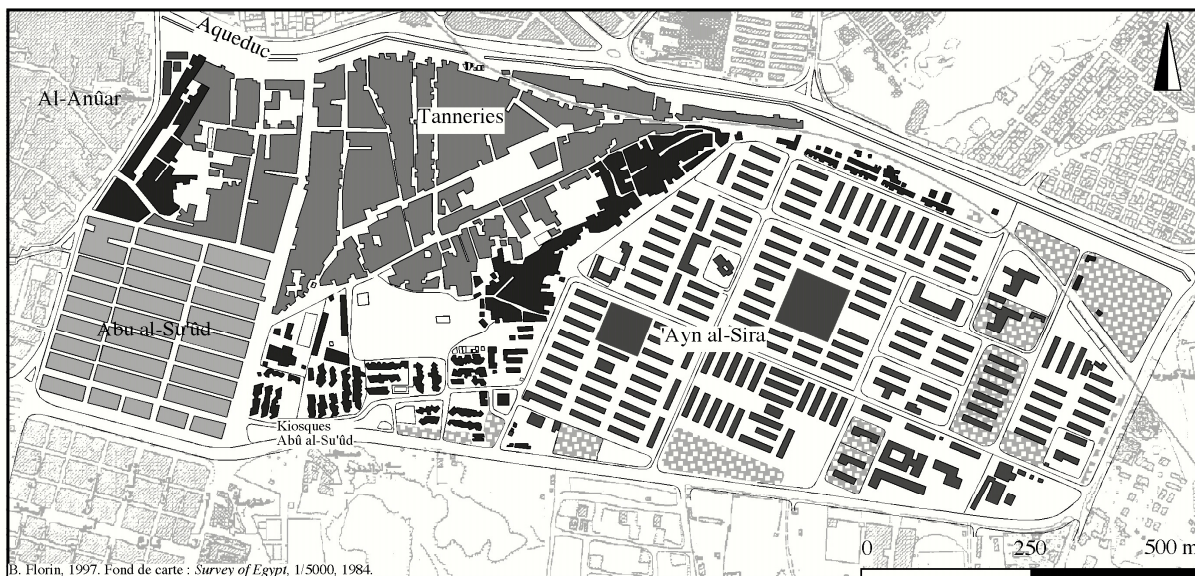 Aqueduc
Al-Anûar
Tanneries
Abu al-Su'ûd
'Ayn al-Sira
Kiosques
Abû al-Su'ûd
0 250 500 m
B. Florin, 1997. Fond de carte : Survey of Egypt, 1/5000, 1984.